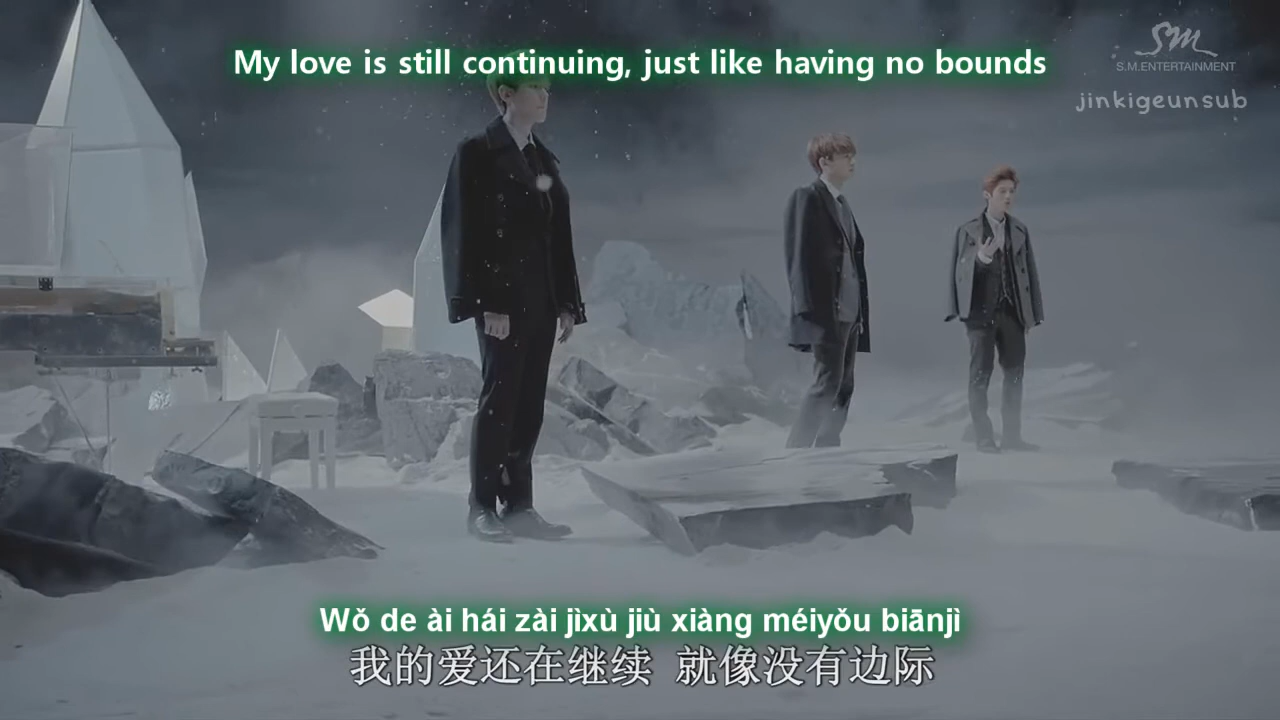 My love is still continuing, just like having no bounds
SM
S.M.ENTERTAINMENT
jinkigeunsub
Wǒ de ài hái zài jìxù jiù xiàng méiyǒu biānjì
我的爱还在继续 就像没有边际